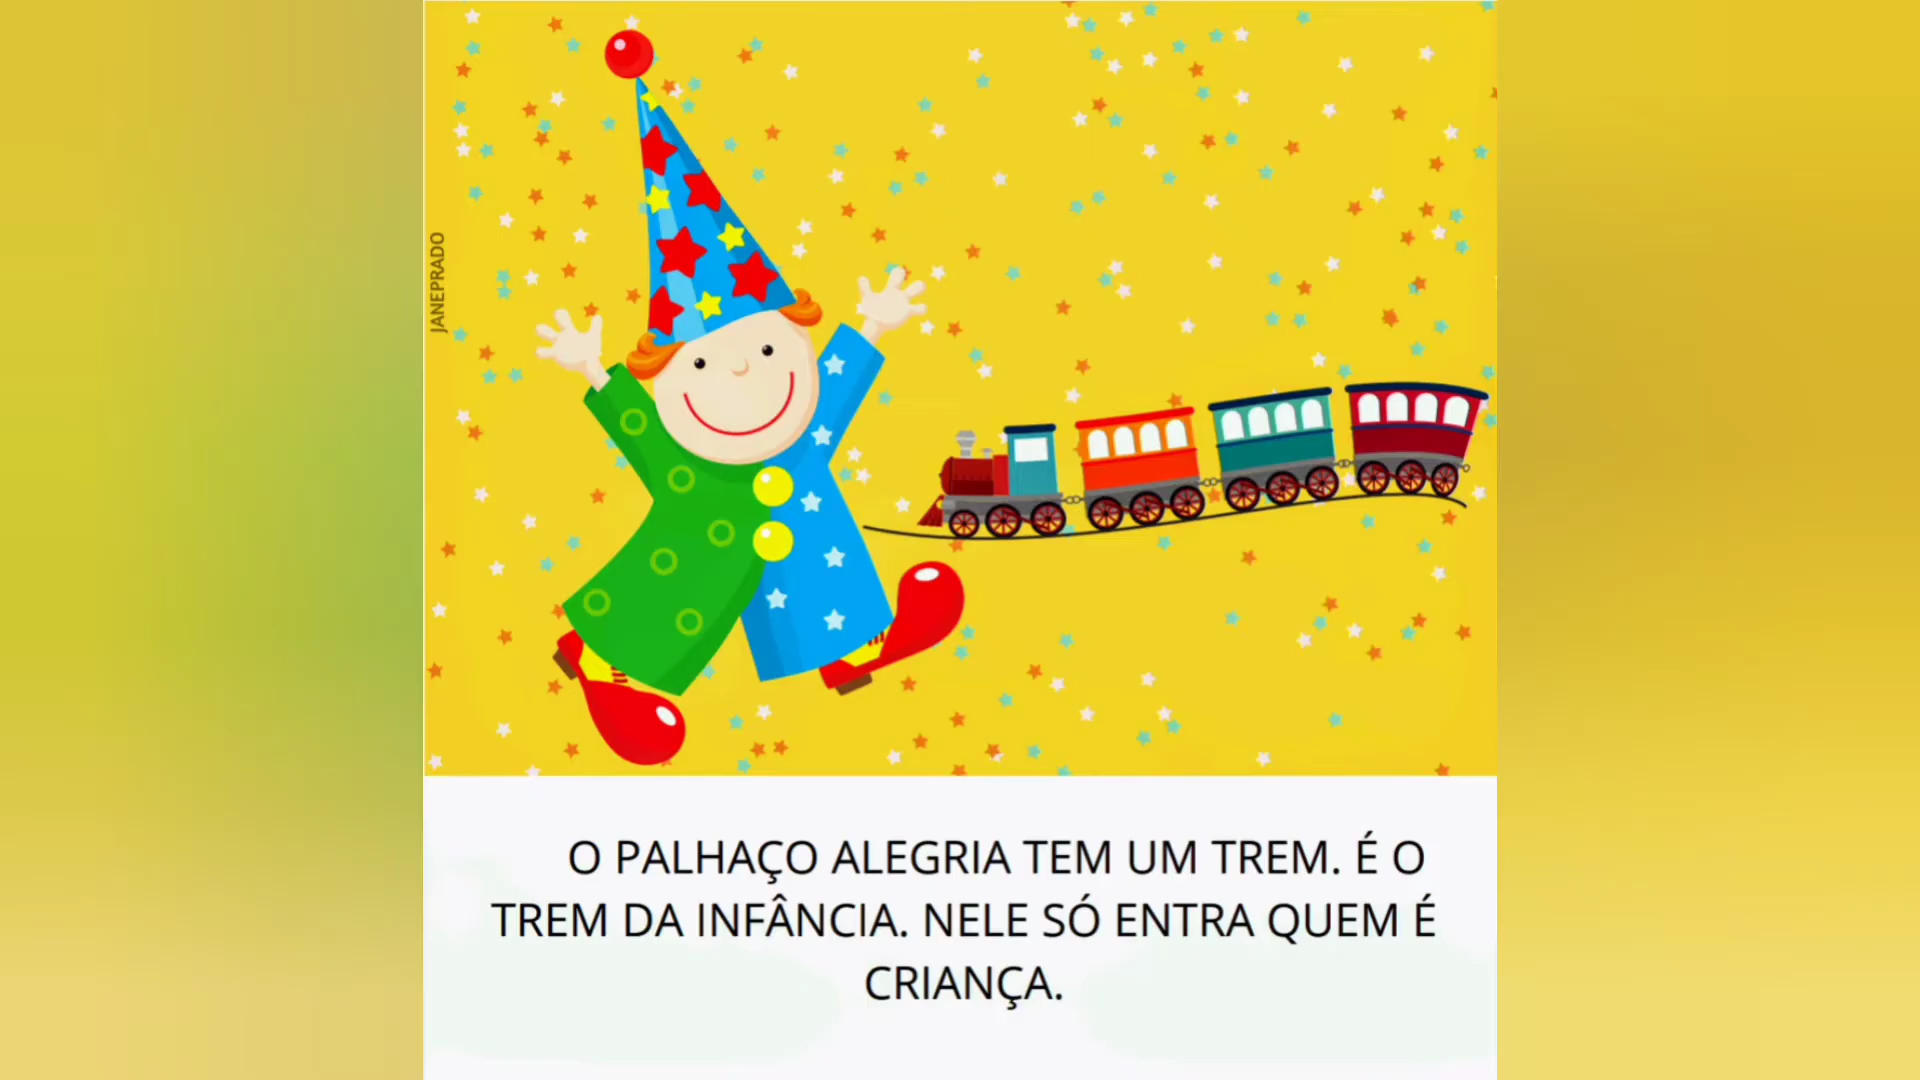 JANEPRADO
O PALHAÇO ALEGRIA TEM UM TREM. É O
TREM DA INFÂNCIA. NELE SÓ ENTRA QUEM É
CRIANÇA.